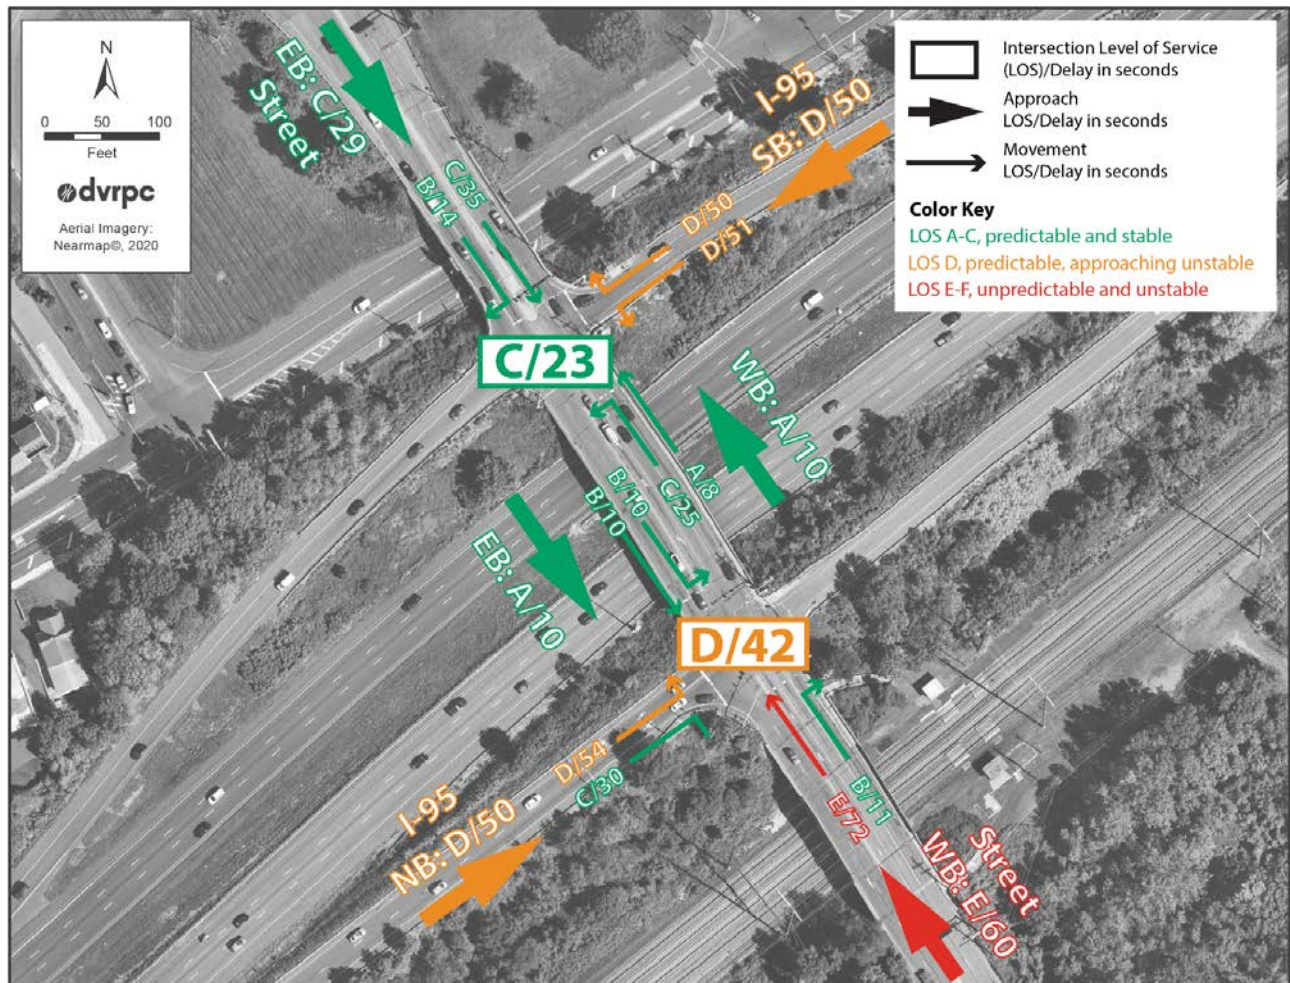 N
0 50 100
Feet
dvrpc
Aerial Imagery:
Nearmap©, 2020
EB: C/29
Street
C/35
B/14
I-95
SB: D/50
D/50
D/51
Intersection Level of Service
(LOS)/Delay in seconds
Approach
LOS/Delay in seconds
Movement
LOS/Delay in seconds
Color Key
LOS A-C, predictable and stable
LOS D, predictable, approaching unstable
LOS E-F, unpredictable and unstable
C/23
WB: A/10
A/8
C/25
B/10
B/10
EB: A/10
D/42
D/54
C/30
I-95
NB: D/50
B/11
E/72
Street
WB: E/60